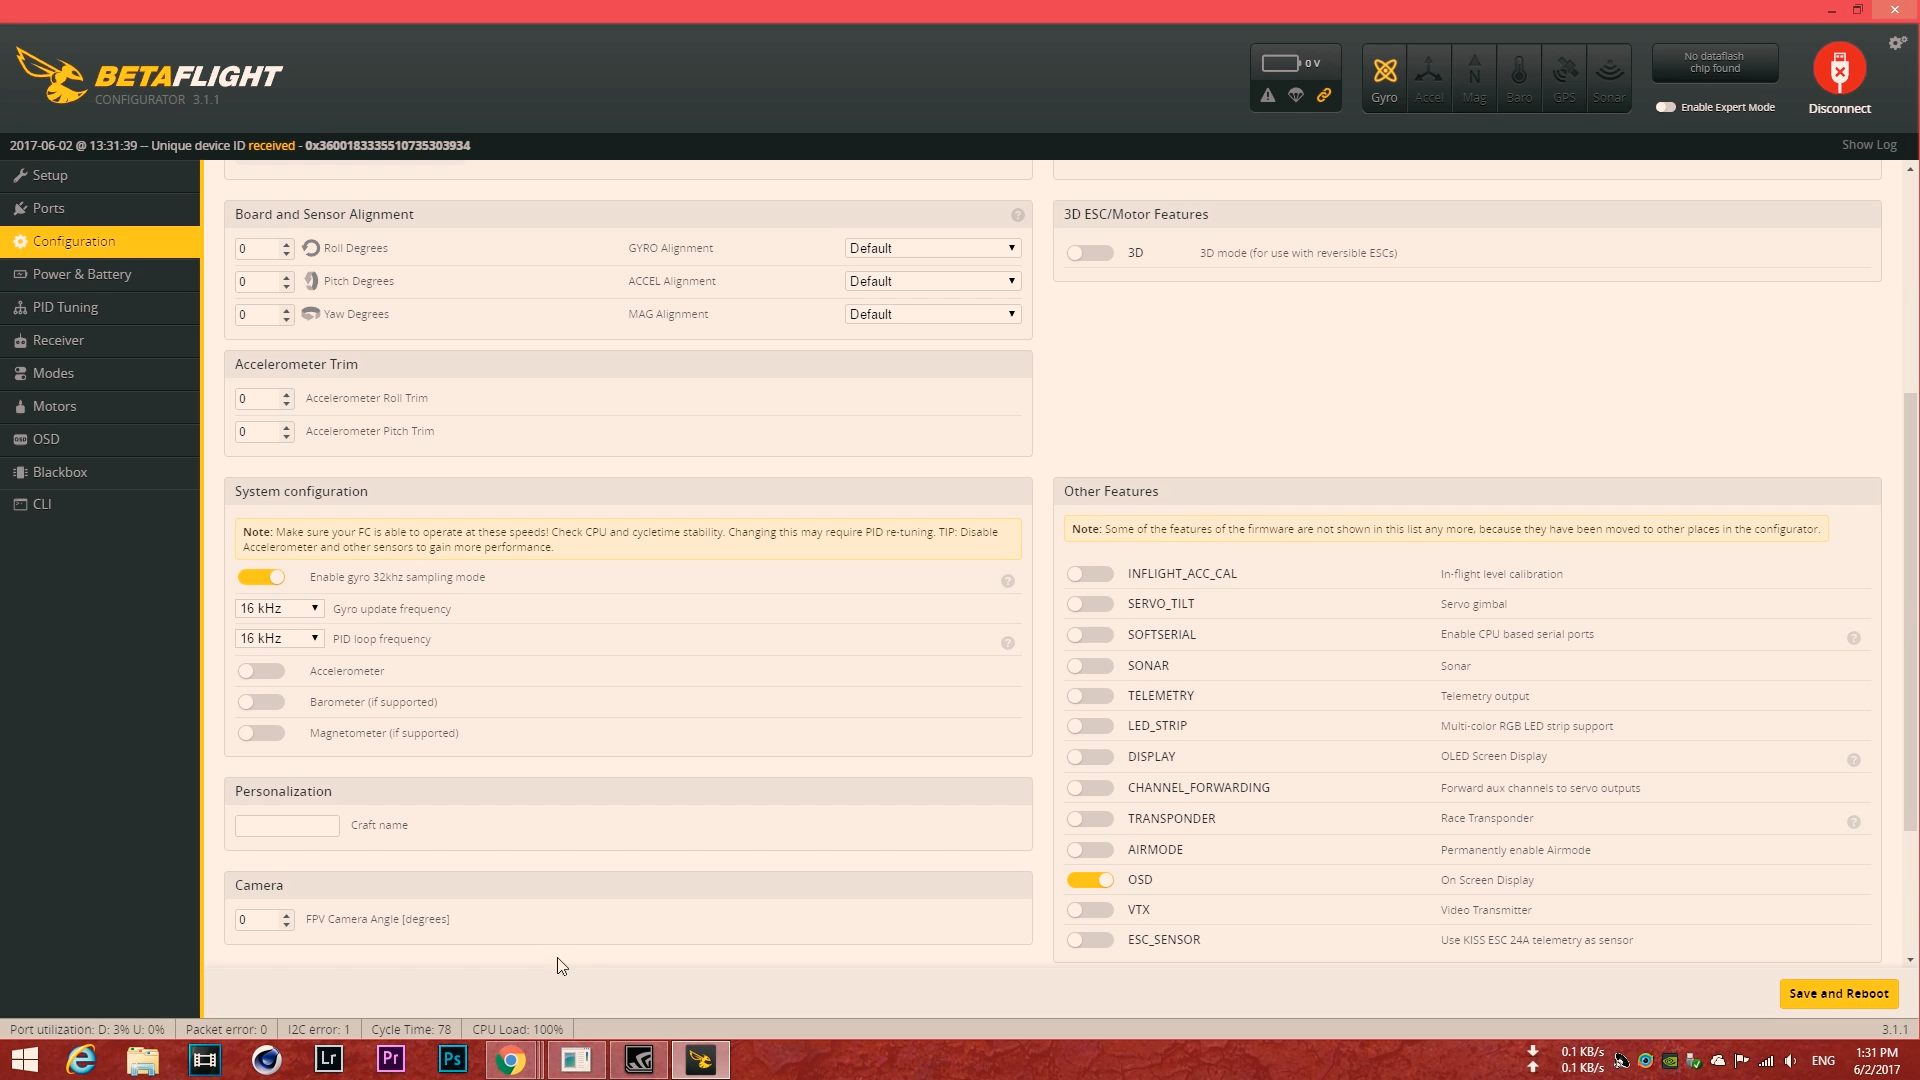 BETAFLIGHT
CONFIGURATOR 3.1.1
0 V
Gyro
Accel
Mag
Baro
GPS
Sonar
No dataflash
chip found
Enable Expert Mode
Disconnect
2017-06-02 @ 13:31:39 -- Unique device ID received - 0x3600183335510735303934
Show Log
Setup
Ports
Configuration
Power & Battery
PID Tuning
Receiver
Modes
Motors
OSD
Blackbox
CLI
Board and Sensor Alignment
0 Roll Degrees GYRO Alignment Default
0 Pitch Degrees ACCEL Alignment Default
0 Yaw Degrees MAG Alignment Default
3D ESC/Motor Features
3D 3D mode (for use with reversible ESCs)
Accelerometer Trim
0 Accelerometer Roll Trim
0 Accelerometer Pitch Trim
System configuration
Note: Make sure your FC is able to operate at these speeds! Check CPU and cycletime stability. Changing this may require PID re-tuning. TIP: Disable
Accelerometer and other sensors to gain more performance.
Enable gyro 32khz sampling mode
16 kHz Gyro update frequency
16 kHz PID loop frequency
Accelerometer
Barometer (if supported)
Magnetometer (if supported)
Personalization
Craft name
Camera
0 FPV Camera Angle [degrees]
Other Features
Note: Some of the features of the firmware are not shown in this list any more, because they have been moved to other places in the configurator.
INFLIGHT_ACC_CAL In-flight level calibration
SERVO_TILT Servo gimbal
SOFTSERIAL Enable CPU based serial ports
SONAR Sonar
TELEMETRY Telemetry output
LED_STRIP Multi-color RGB LED strip support
DISPLAY OLED Screen Display
CHANNEL_FORWARDING Forward aux channels to servo outputs
TRANSPONDER Race Transponder
AIRMODE Permanently enable Airmode
OSD On Screen Display
VTX Video Transmitter
ESC_SENSOR Use KISS ESC 24A telemetry as sensor
Save and Reboot
Port utilization: D: 3% U: 0% Packet error: 0 I2C error: 1 Cycle Time: 78 CPU Load: 100% 3.1.1
Lr
Pr
Ps
0.1 KB/s
0.1 KB/s
ENG
1:31 PM
6/2/2017